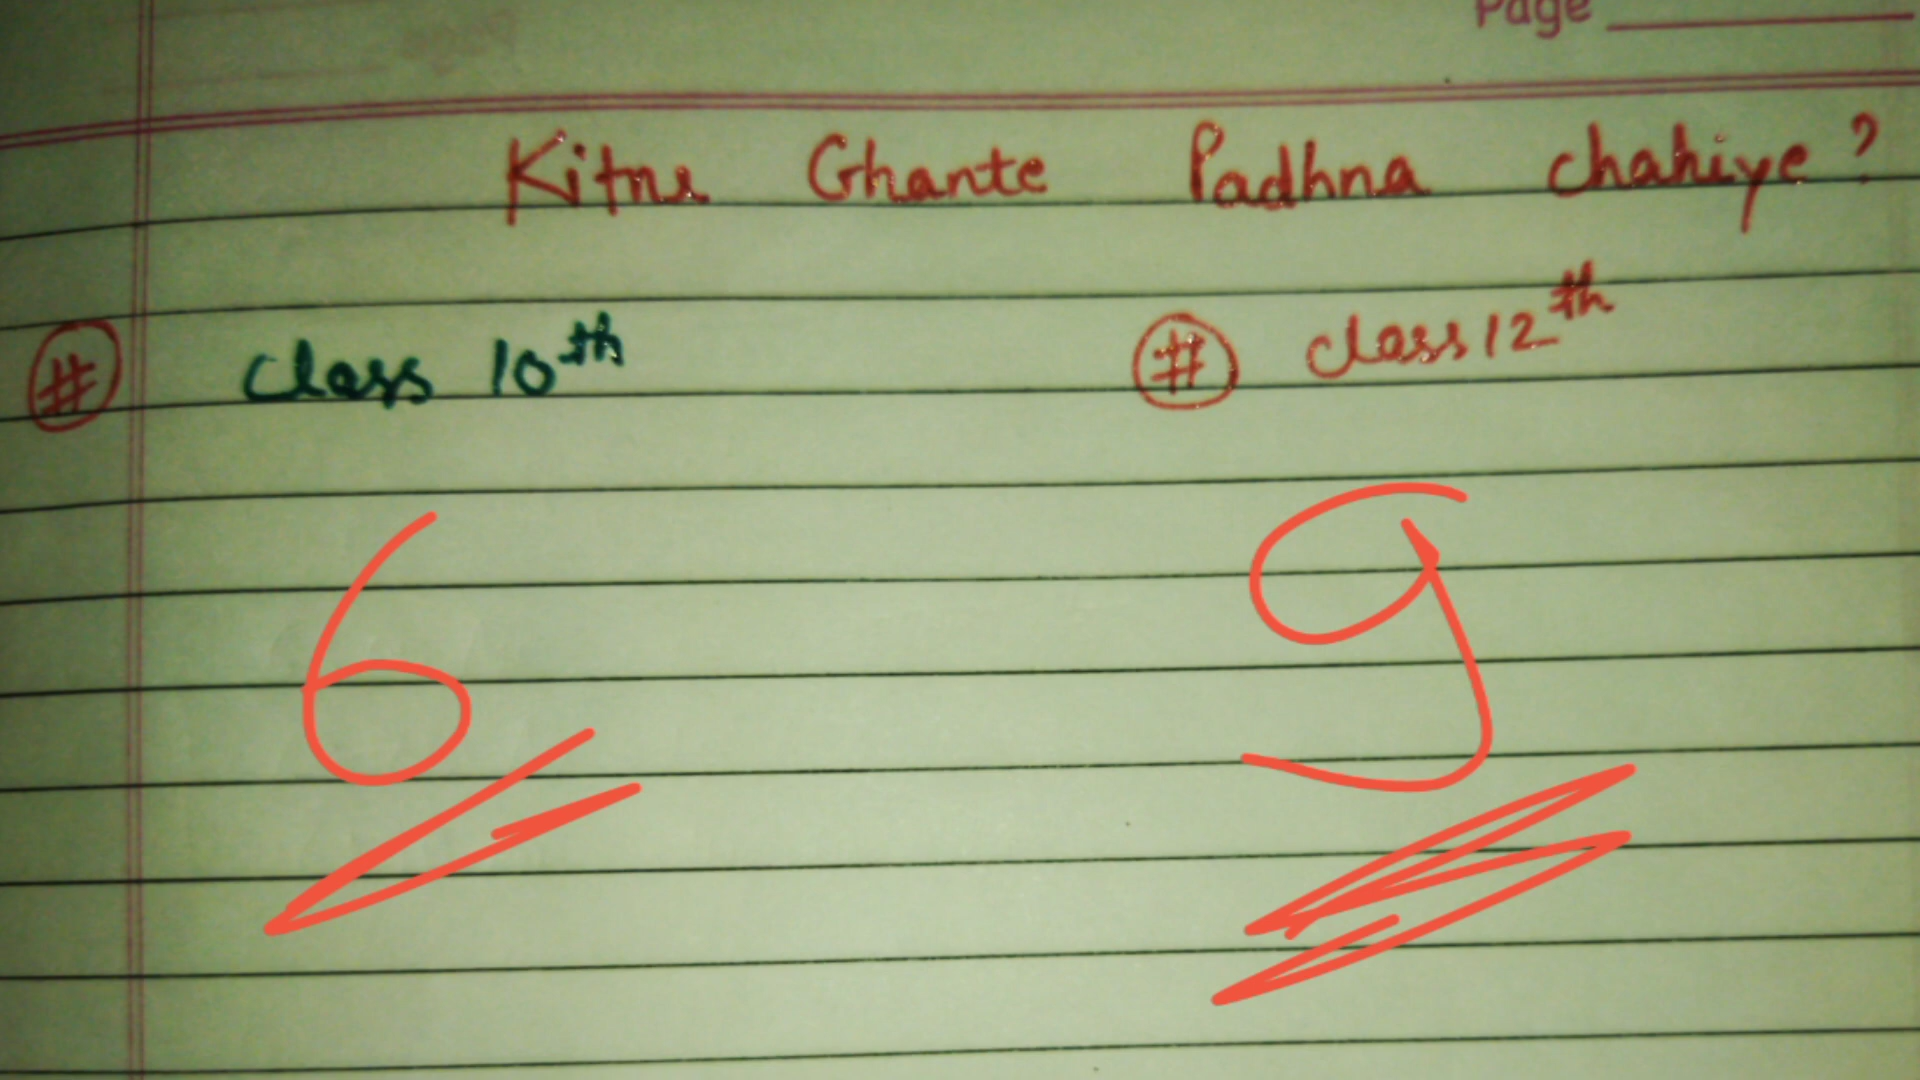 Page
Kitne Ghante Padhna chahiye?
# Class 10th # class 12th
6 9